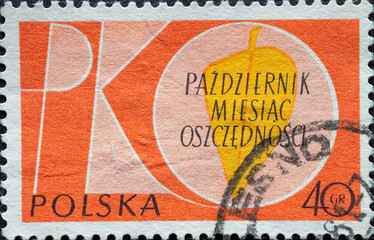 PKO
PAŹDZIERNIK
MIESIĄC
OSZCZĘDNOŚCI
POLSKA
40 GR